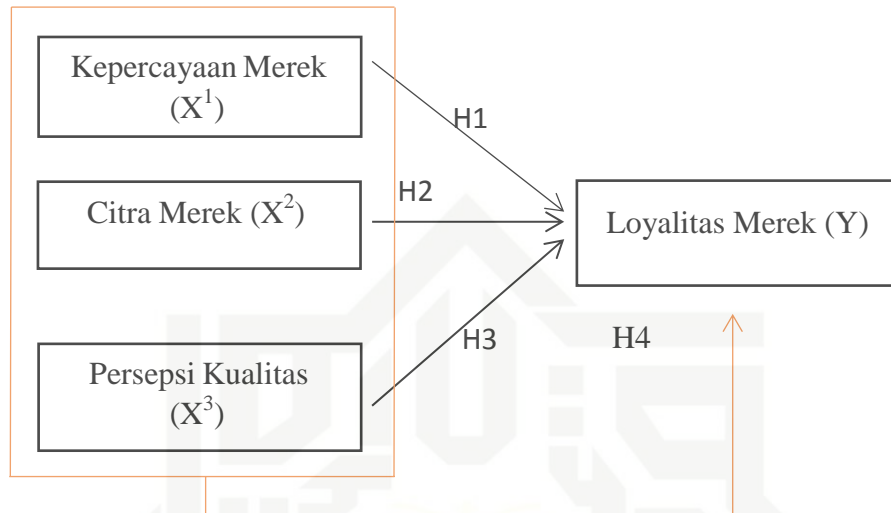 Kepercayaan Merek
(X¹)
H1
Citra Merek (X²)
H2
Loyalitas Merek (Y)
H3
H4
Persepsi Kualitas
(X³)